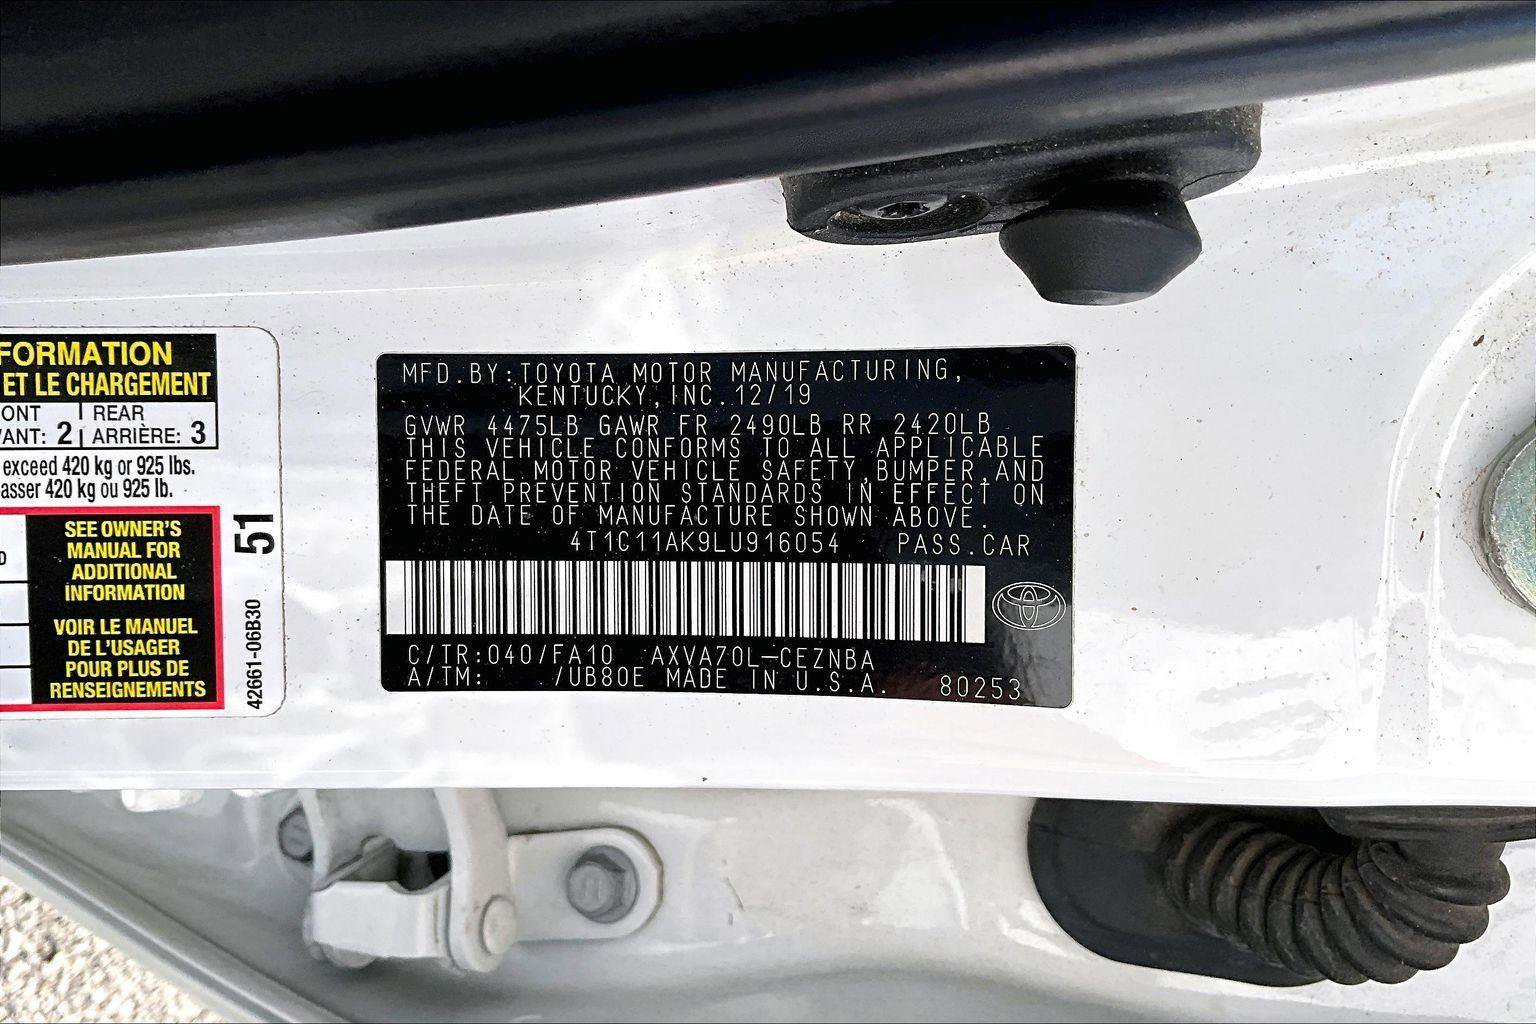 FORMATION
ET LE CHARGEMENT
ONT REAR
ANT: 2 ARRIÈRE: 3
exceed 420 kg or 925 lbs.
asser 420 kg ou 925 lb.
SEE OWNER'S
MANUAL FOR
ADDITIONAL
INFORMATION
VOIR LE MANUEL
DE L'USAGER
POUR PLUS DE
RENSEIGNEMENTS
51
42661-06B30
MFD.BY:TOYOTA MOTOR MANUFACTURING,
KENTUCKY,INC.12/19
GVWR 4475LB GAWR FR 2490LB RR 2420LB
THIS VEHICLE CONFORMS TO ALL APPLICABLE
FEDERAL MOTOR VEHICLE SAFETY,BUMPER,AND
THEFT PREVENTION STANDARDS IN EFFECT ON
THE DATE OF MANUFACTURE SHOWN ABOVE.
4T1C11AK9LU916054 PASS.CAR
C/TR:040/FA10 AXVA70L-CEZNBA
A/TM: /UB80E MADE IN U.S.A. 80253